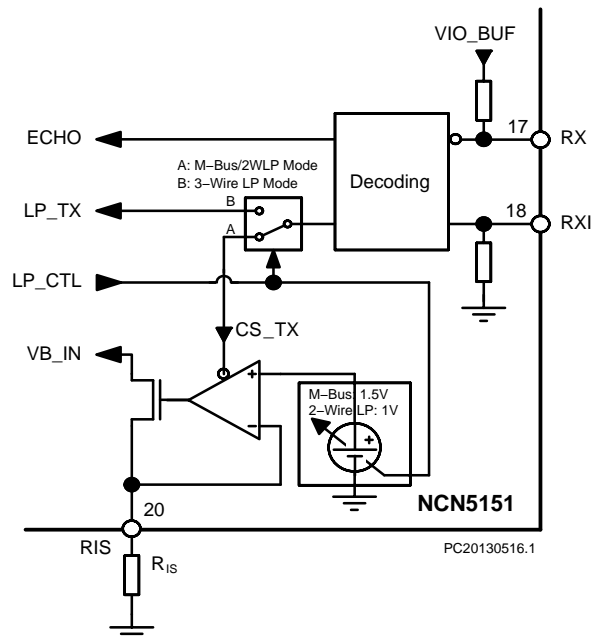 VIO_BUF
17
RX
ECHO
A: M−Bus/2WLP Mode
B: 3−Wire LP Mode
Decoding
LP_TX
B
A
18
RXI
LP_CTL
CS_TX
VB_IN
+
−
M−Bus: 1.5V
2−Wire LP: 1V
+
NCN5151
20
RIS
PC20130516.1
RIS